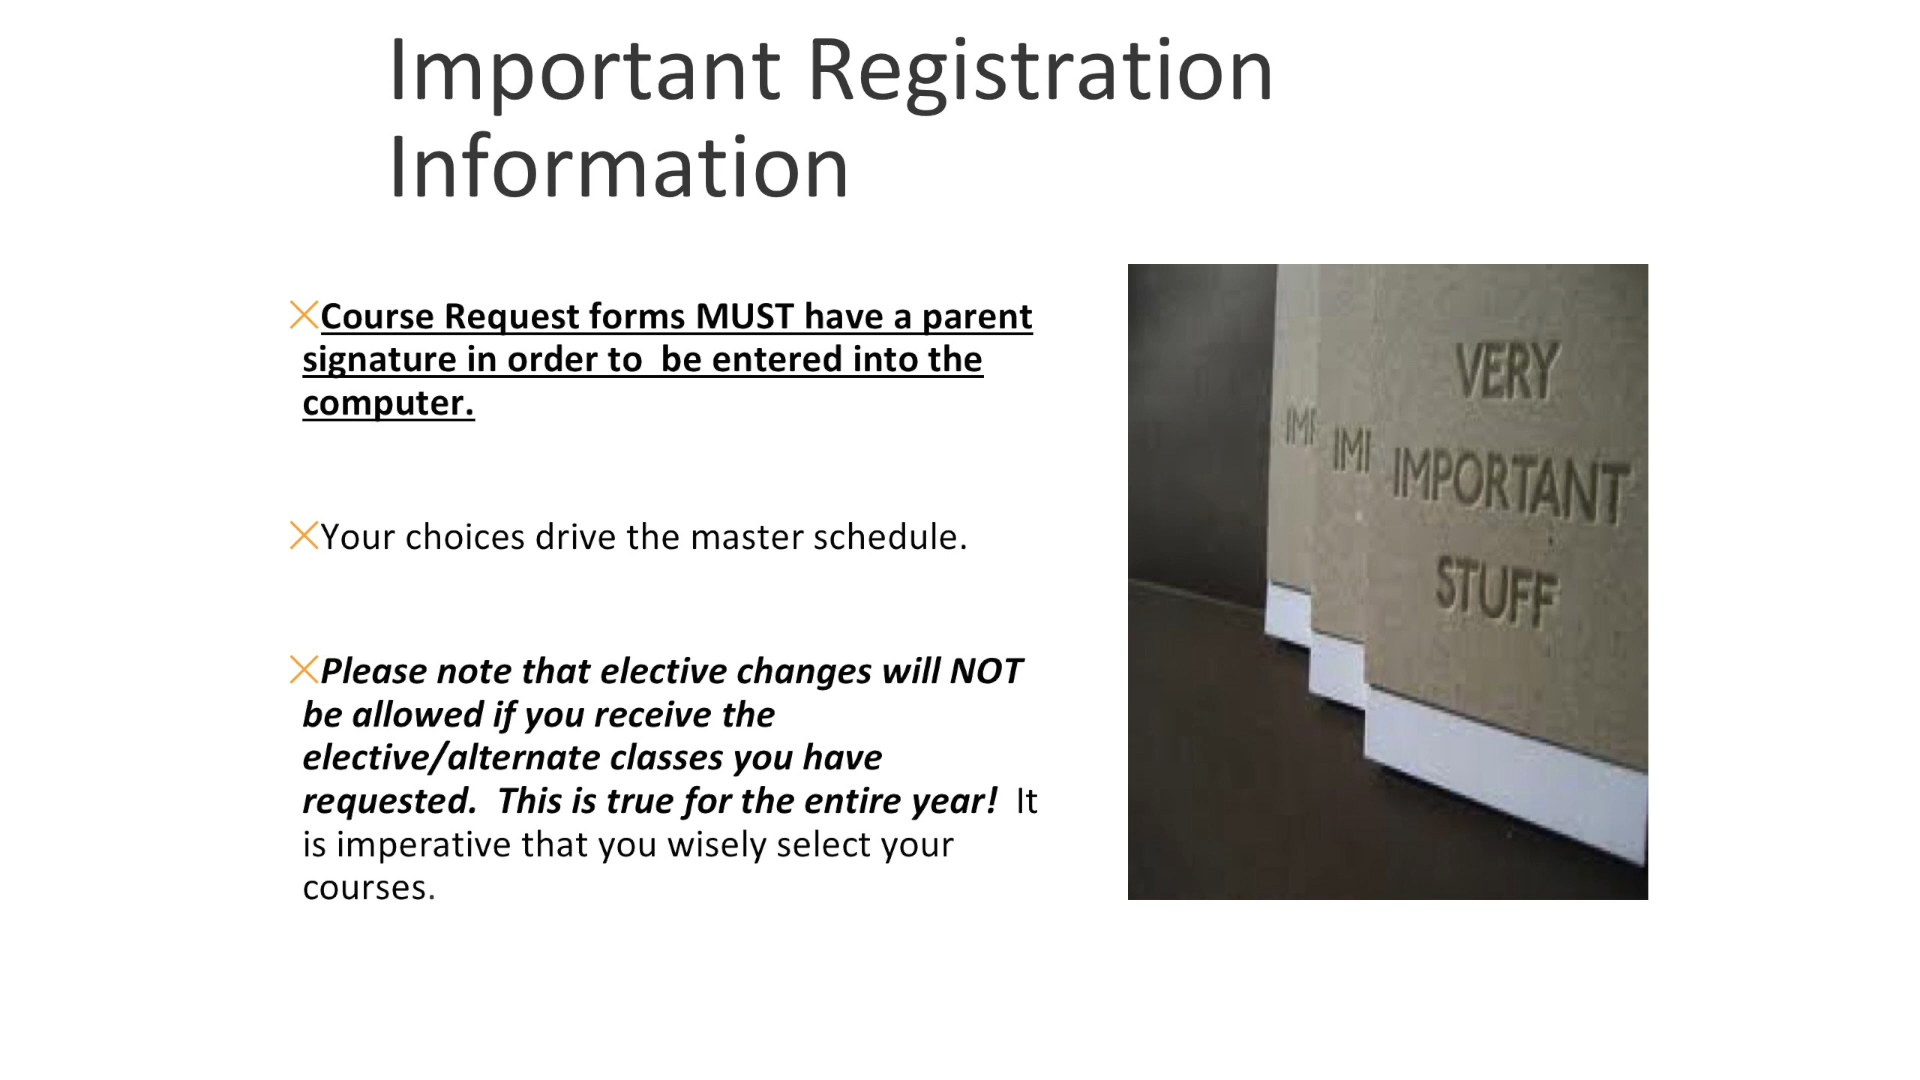 Important Registration
Information
Course Request forms MUST have a parent
signature in order to  be entered into the
computer.
Your choices drive the master schedule.
Please note that elective changes will NOT
be allowed if you receive the
elective/alternate classes you have
requested.  This is true for the entire year!  It
is imperative that you wisely select your
courses.
VERY
IMPORTANT
STUFF
IMP
IMP